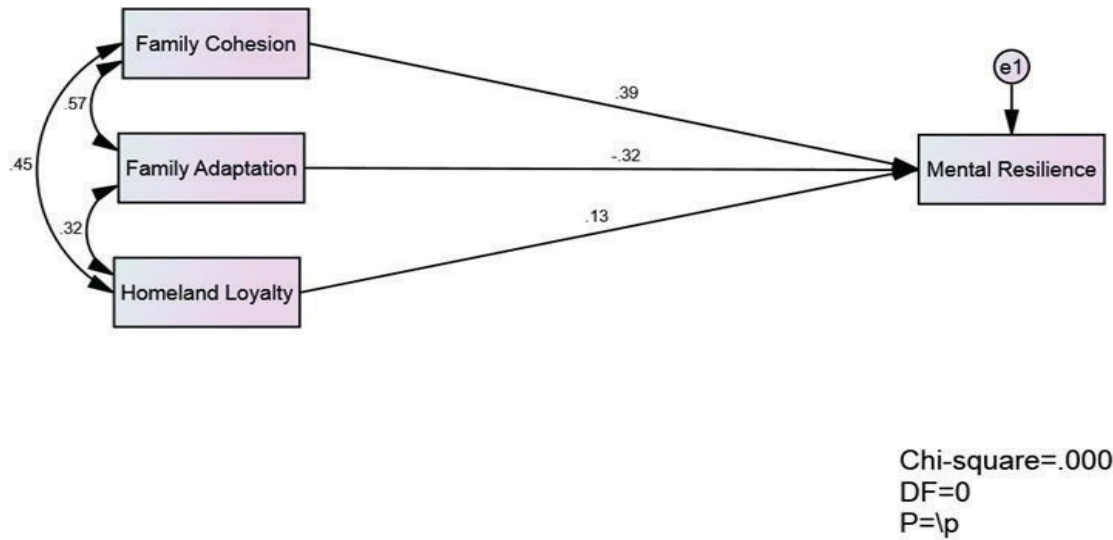 Family Cohesion
e1
.39
.57
Family Adaptation
-.32
Mental Resilience
.45
.13
.32
Homeland Loyalty
Chi-square=.000
DF=0
P=\p